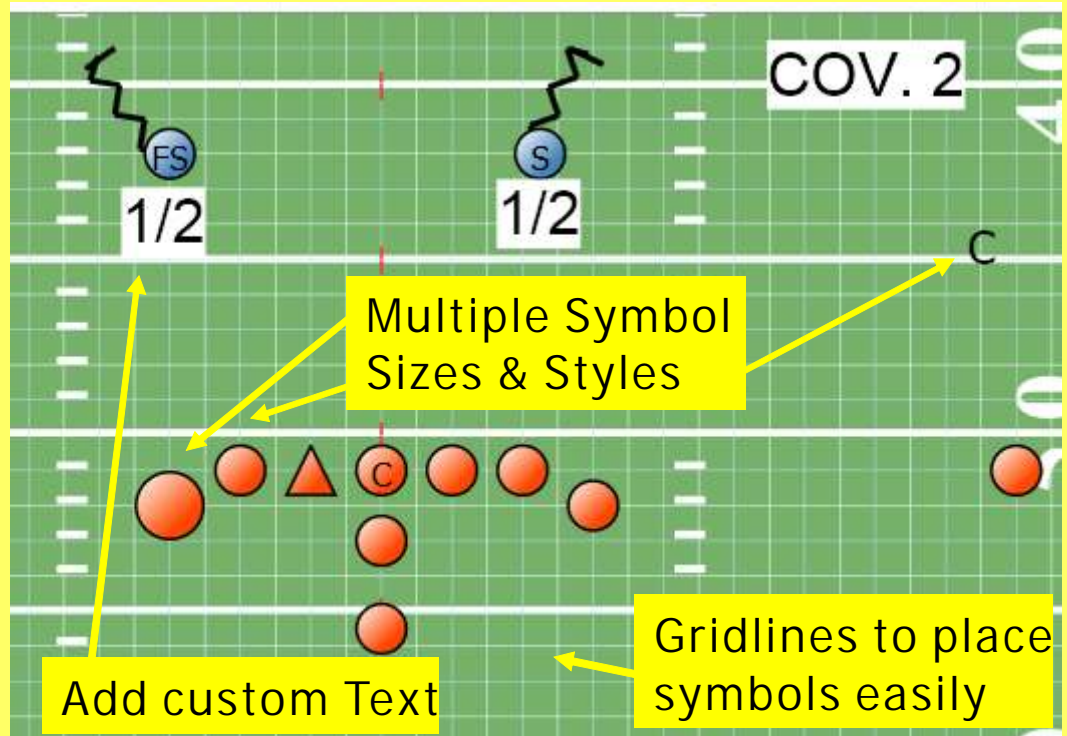 COV. 2
40
FS
S
1/2
1/2
C
Multiple Symbol
Sizes & Styles
C
Gridlines to place
symbols easily
Add custom Text